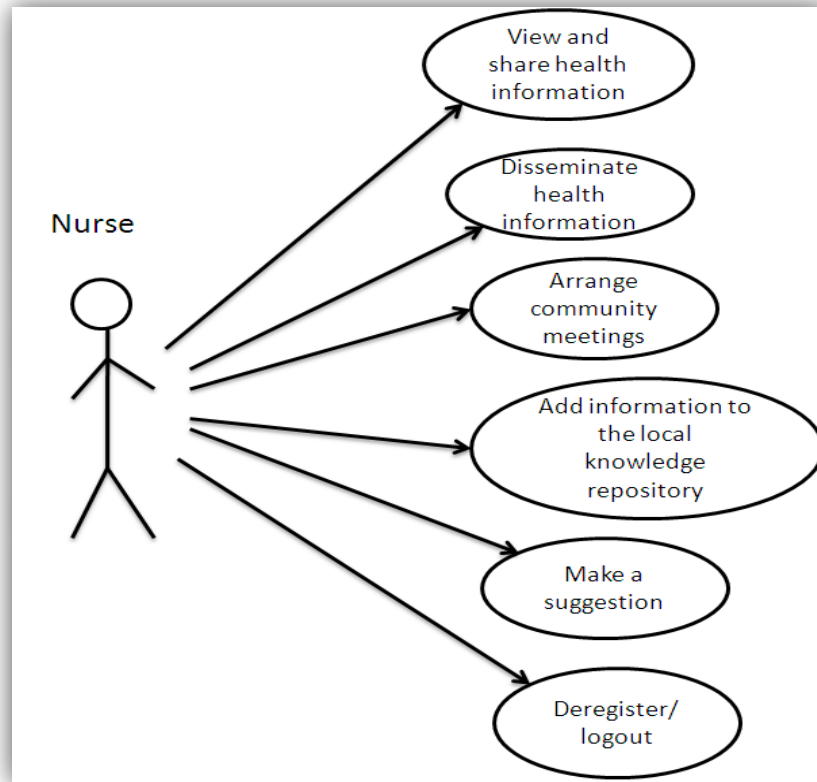 View and
share health
information
Disseminate
health
information
Nurse
Arrange
community
meetings
Add information to
the local
knowledge
repository
Make a
suggestion
Deregister/
logout